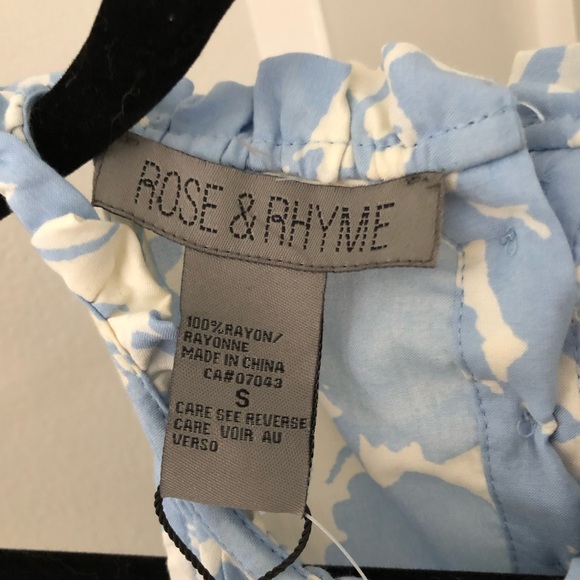 ROSE & RHYME
100%RAYON/
RAYONNE
MADE IN CHINA
CA#07043
S
CARE SEE REVERSE
CARE VOIR AU
VERSO